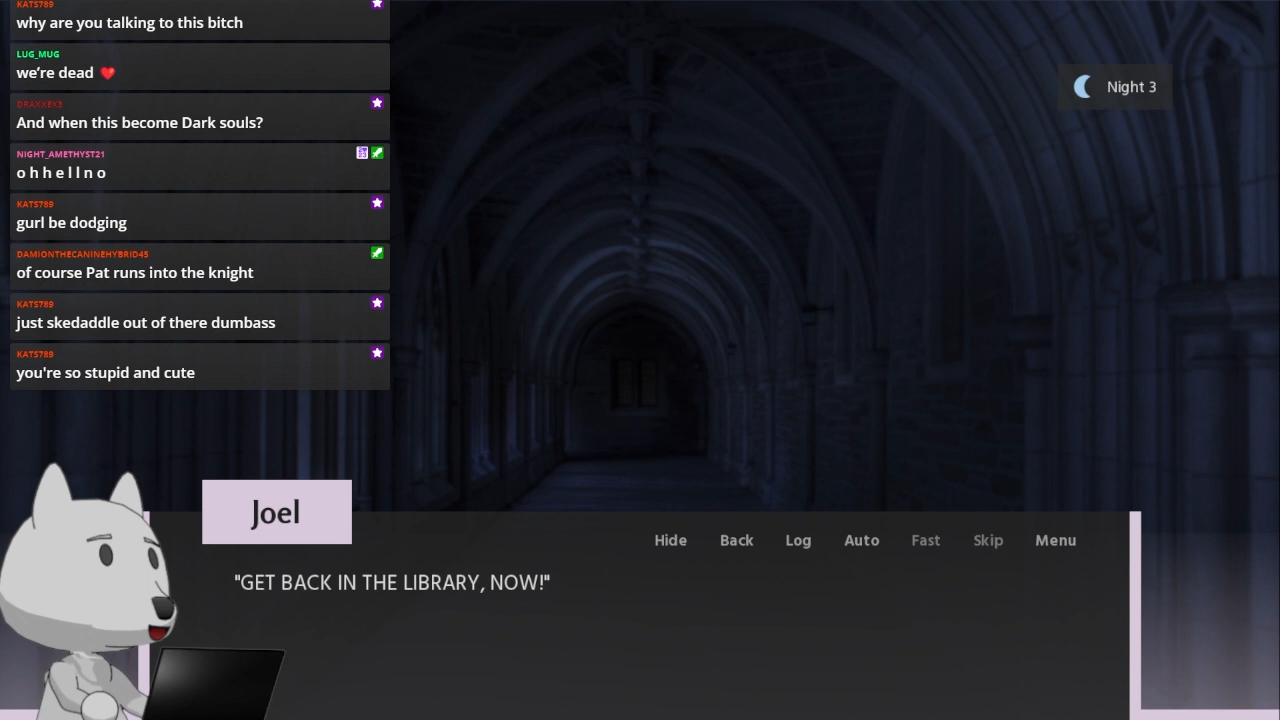 KATS789
why are you talking to this bitch
LUG_MUG
we're dead ❤️
DRAXXEX3
And when this become Dark souls?
NIGHT_AMETHYST21
o h h e l l n o
KATS789
gurl be dodging
DAMIONTHECANINEHYBRID45
of course Pat runs into the knight
KATS789
just skedaddle out of there dumbass
KATS789
you're so stupid and cute
Night 3
Joel
Hide Back Log Auto Fast Skip Menu
"GET BACK IN THE LIBRARY, NOW!"